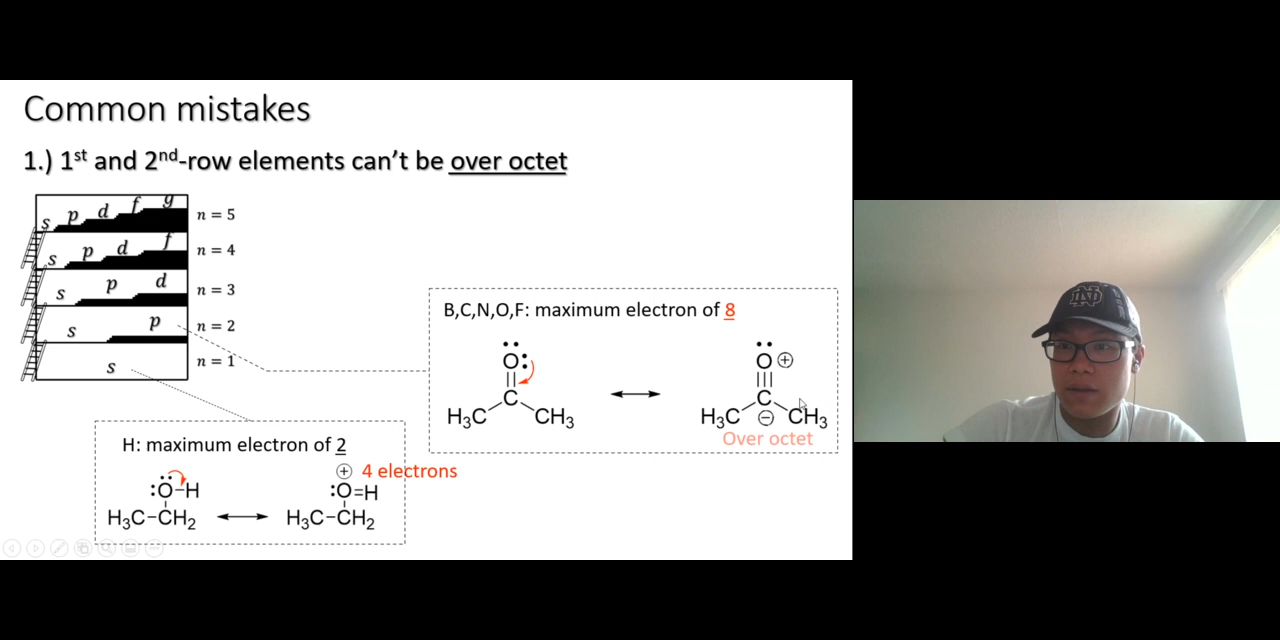 Common mistakes
1.) 1st and 2nd-row elements can't be over octet
s p d f g n = 5
s p d f n = 4
s p d n = 3
s p n = 2
s n = 1
B,C,N,O,F: maximum electron of 8
O: O ⊕
C C
H3C CH3 H3C ⊖ CH3
Over octet
H: maximum electron of 2
⊕ 4 electrons
:O-H :O=H
H3C-CH2 H3C-CH2